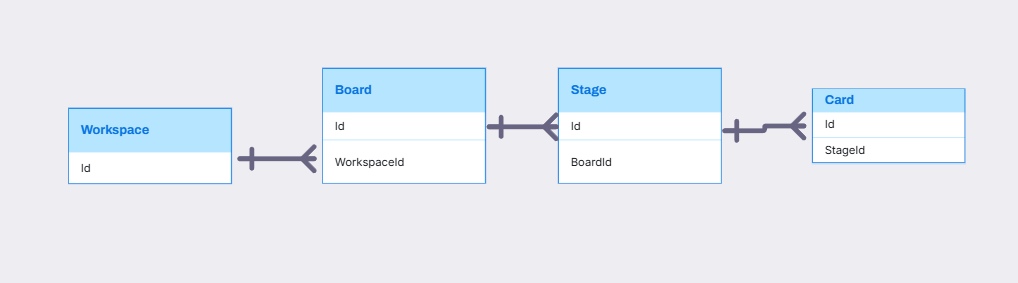 Workspace
Id
Board
Id
WorkspaceId
Stage
Id
BoardId
Card
Id
StageId